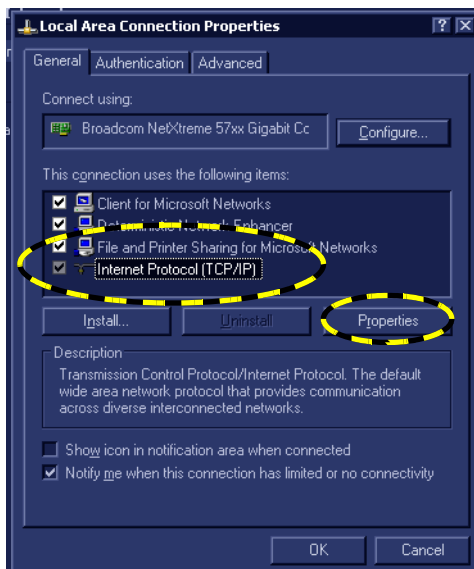 Local Area Connection Properties
General Authentication Advanced
Connect using:
Broadcom NetXtreme 57xx Gigabit Cc Configure...
This connection uses the following items:
Client for Microsoft Networks
Deterministic Network Enhancer
File and Printer Sharing for Microsoft Networks
Internet Protocol (TCP/IP)
Install... Uninstall Properties
Description
Transmission Control Protocol/Internet Protocol. The default
wide area network protocol that provides communication
across diverse interconnected networks.
Show icon in notification area when connected
Notify me when this connection has limited or no connectivity
OK Cancel